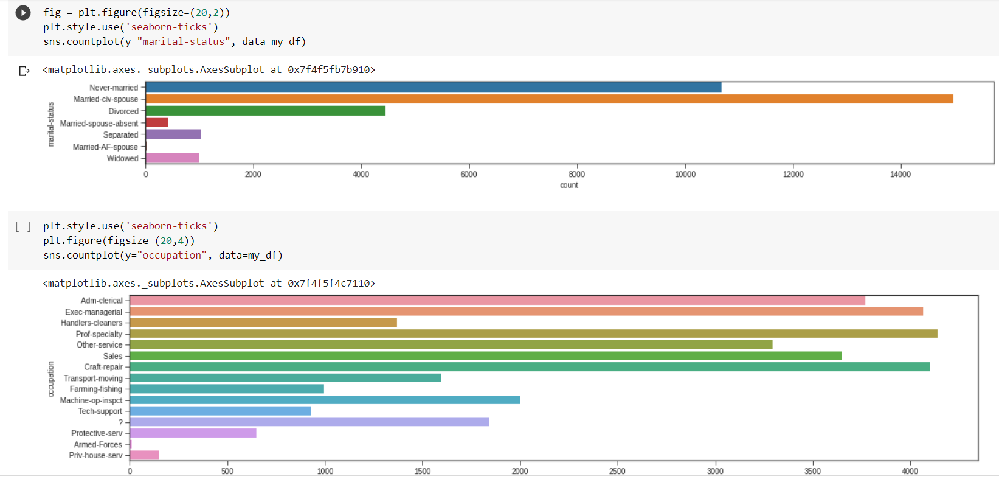 fig = plt.figure(figsize=(20,2))
plt.style.use('seaborn-ticks')
sns.countplot(y="marital-status", data=my_df)
<matplotlib.axes._subplots.AxesSubplot at 0x7f4f5fb7b910>
Never-married
Married-civ-spouse
Divorced
Married-spouse-absent
Separated
Married-AF-spouse
Widowed
marital-status
0 2000 4000 6000 8000 10000 12000 14000
count
[ ] plt.style.use('seaborn-ticks')
plt.figure(figsize=(20,4))
sns.countplot(y="occupation", data=my_df)
<matplotlib.axes._subplots.AxesSubplot at 0x7f4f5f4c7110>
Adm-clerical
Exec-managerial
Handlers-cleaners
Prof-specialty
Other-service
Sales
Craft-repair
Transport-moving
Farming-fishing
Machine-op-inspct
Tech-support
?
Protective-serv
Armed-Forces
Priv-house-serv
occupation
0 500 1000 1500 2000 2500 3000 3500 4000